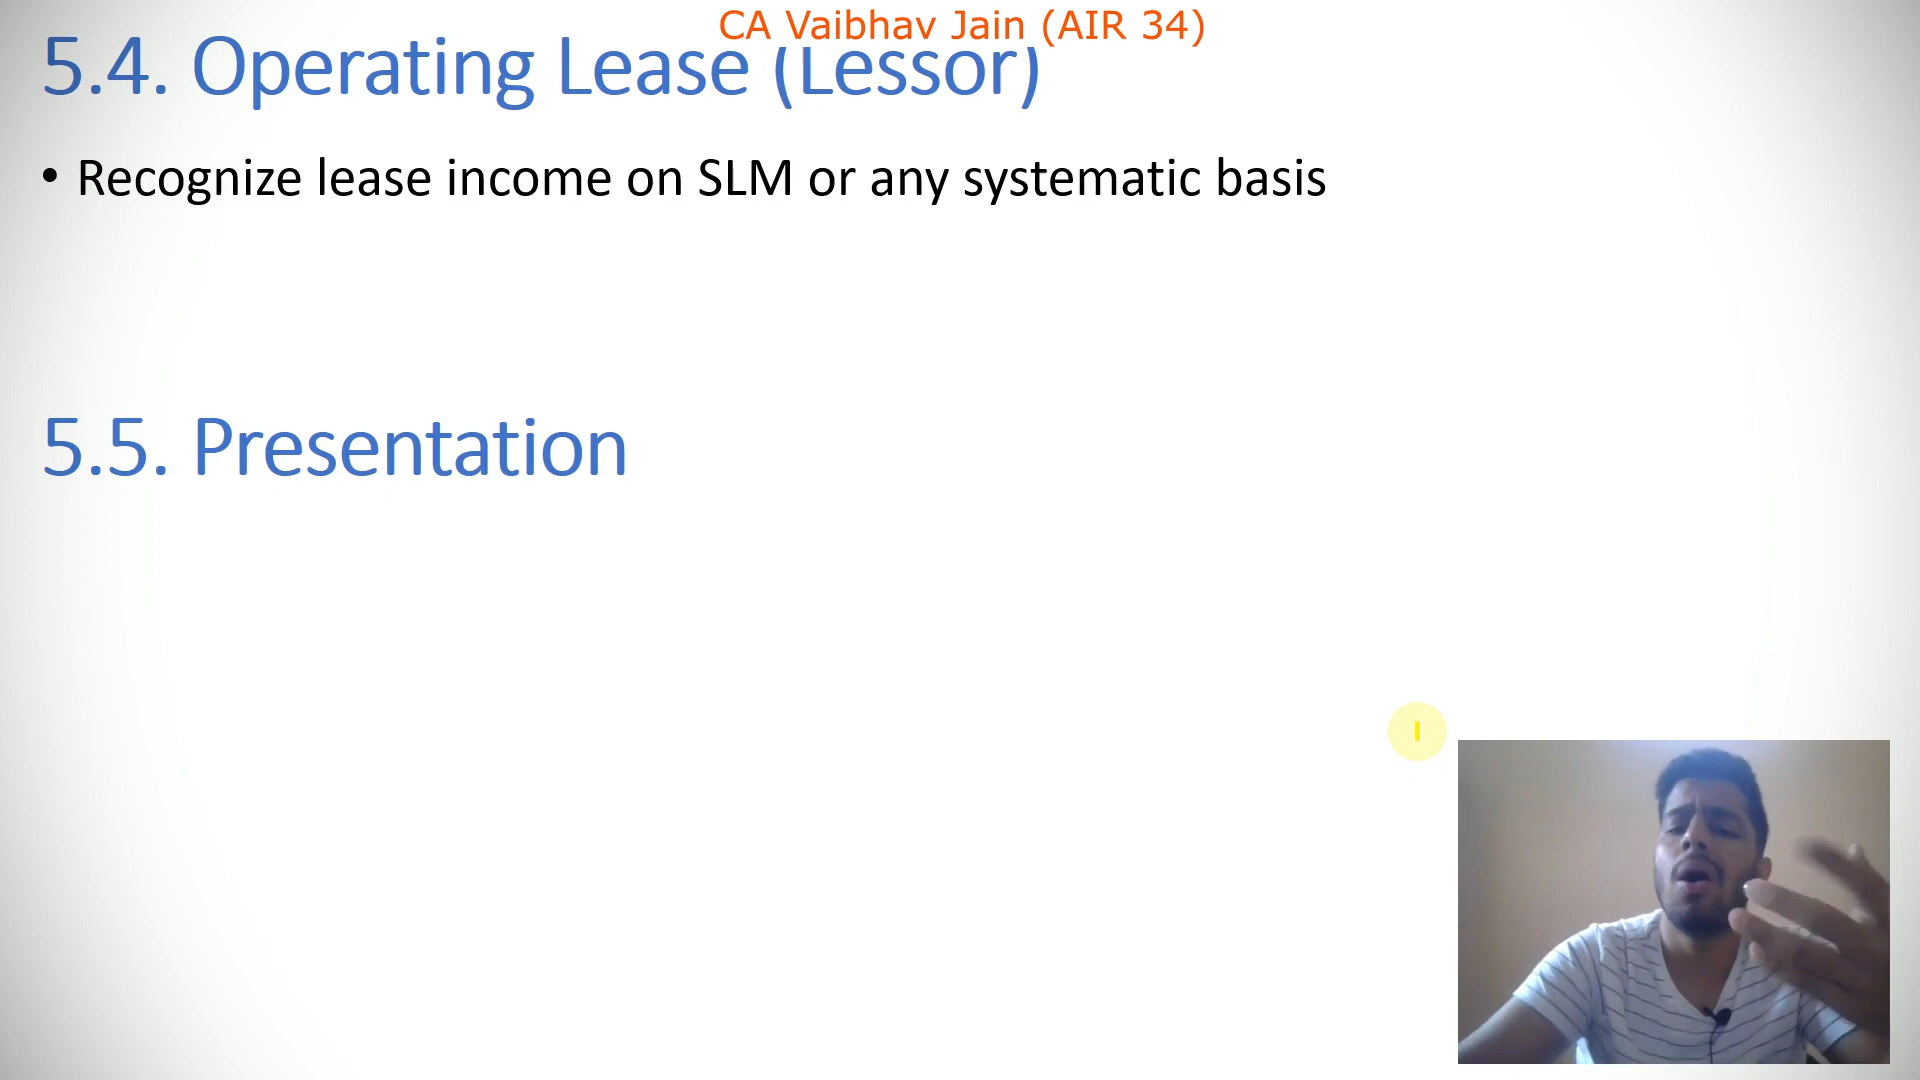 CA Vaibhav Jain (AIR 34)
5.4. Operating Lease (Lessor)
• Recognize lease income on SLM or any systematic basis
5.5. Presentation